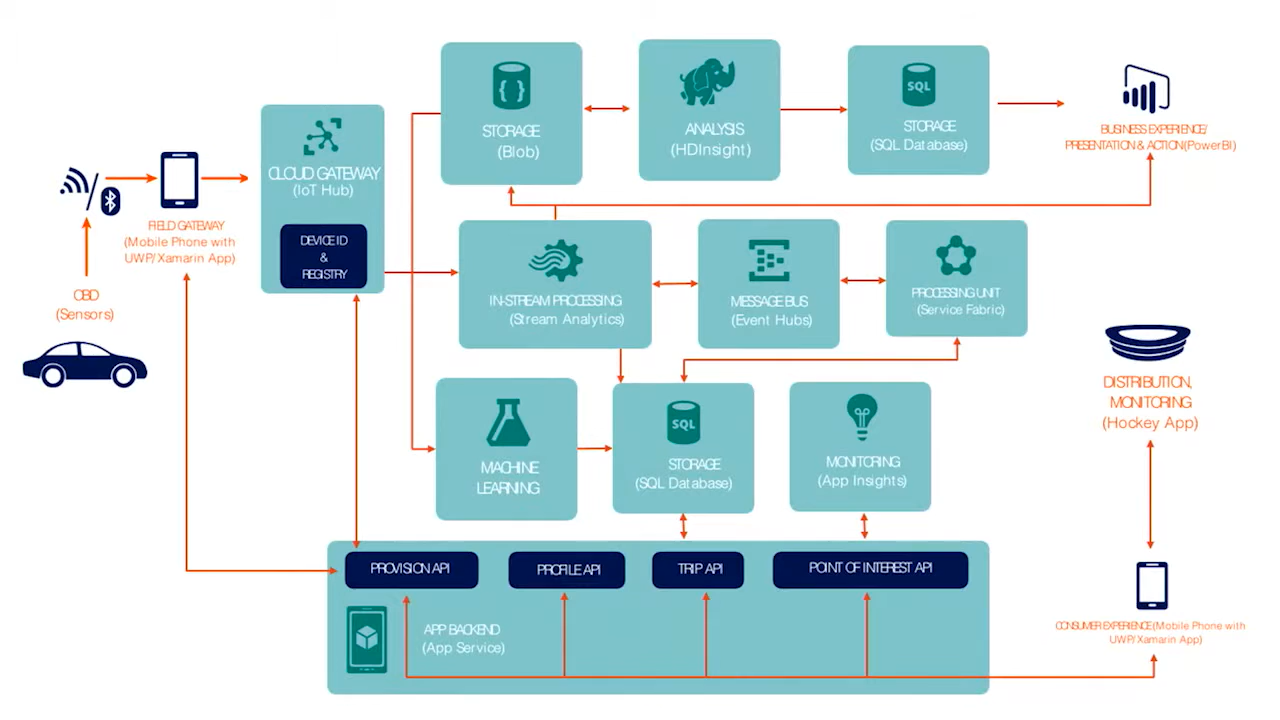 STORAGE
(Blob)
ANALYSIS
(HDInsight)
SQL
STORAGE
(SQL Database)
BUSINESS EXPERIENCE/
PRESENTATION & ACTION (PowerBI)
CLOUD GATEWAY
(IoT Hub)
DEVICE ID
&
REGISTRY
FIELD GATEWAY
(Mobile Phone with
UWP/Xamarin App)
OBD
(Sensors)
IN-STREAM PROCESSING
(Stream Analytics)
MESSAGE BUS
(Event Hubs)
PROCESSING UNIT
(Service Fabric)
DISTRIBUTION,
MONITORING
(Hockey App)
MACHINE
LEARNING
SQL
STORAGE
(SQL Database)
MONITORING
(App Insights)
PROVISION API
PROFILE API
TRIP API
POINT OF INTEREST API
APP BACKEND
(App Service)
CONSUMER EXPERIENCE (Mobile Phone with
UWP/Xamarin App)